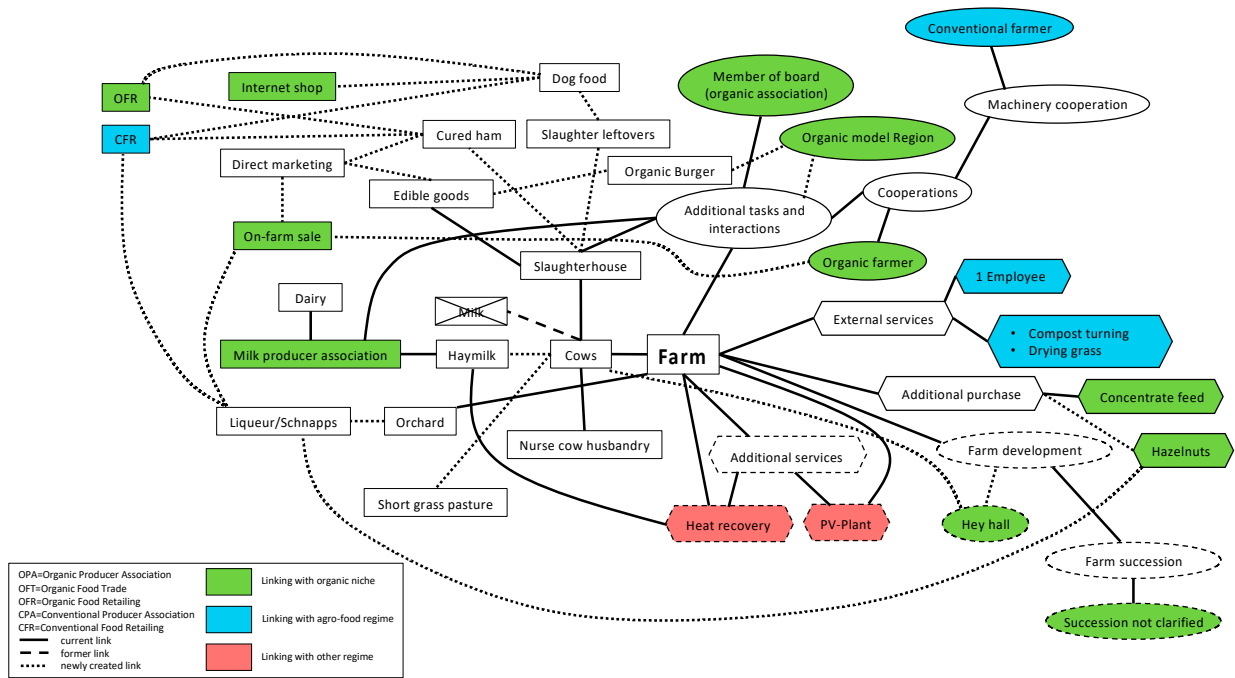 Conventional farmer
Dog food
Internet shop
OFR
Member of board
(organic association)
Machinery cooperation
CFR
Cured ham
Slaughter leftovers
Organic model Region
Direct marketing
Organic Burger
Edible goods
Cooperations
Additional tasks and
interactions
On-farm sale
Slaughterhouse
Organic farmer
1 Employee
Dairy
Milk
External services
• Compost turning
• Drying grass
Milk producer association
Haymilk
Cows
Farm
Additional purchase
Concentrate feed
Liqueur/Schnapps
Orchard
Nurse cow husbandry
Additional services
Farm development
Hazelnuts
Short grass pasture
Heat recovery
PV-Plant
Hey hall
Farm succession
Succession not clarified
OPA=Organic Producer Association
OFT=Organic Food Trade
OFR=Organic Food Retailing
CPA=Conventional Producer Association
CFR=Conventional Food Retailing
current link
former link
newly created link
Linking with organic niche
Linking with agro-food regime
Linking with other regime